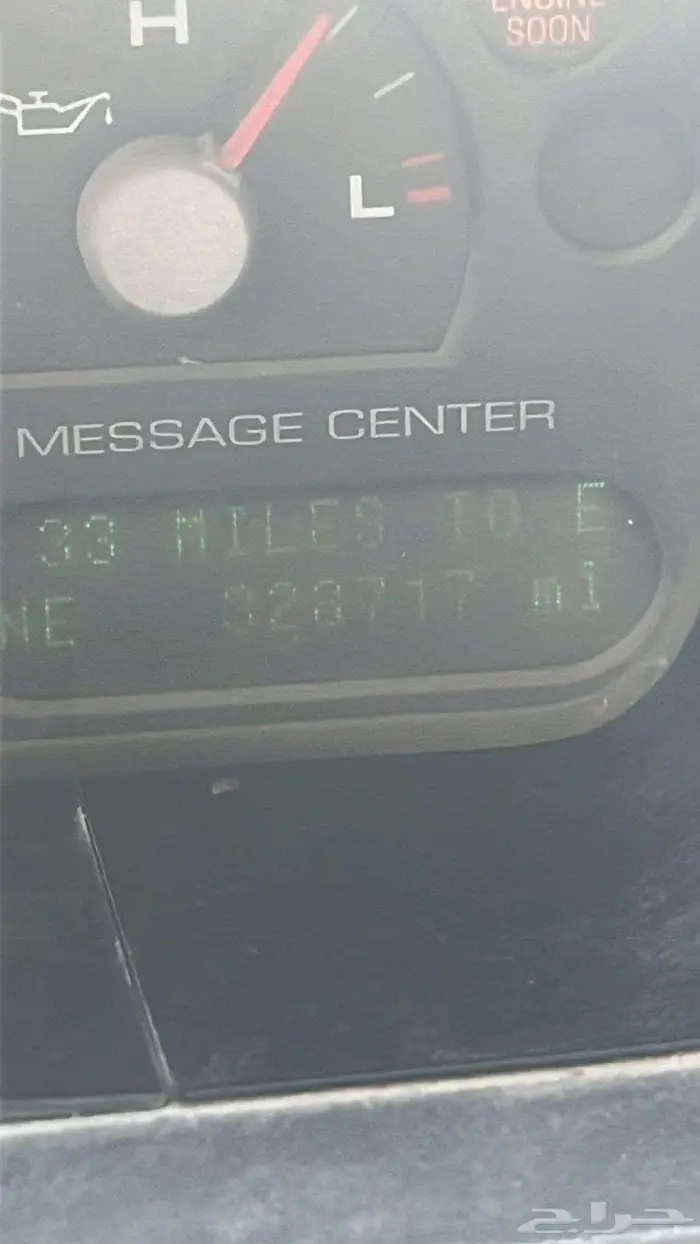 H
ENGINE
SOON
L
MESSAGE CENTER
33 MILES TO E
NE 328717 mi
حراج